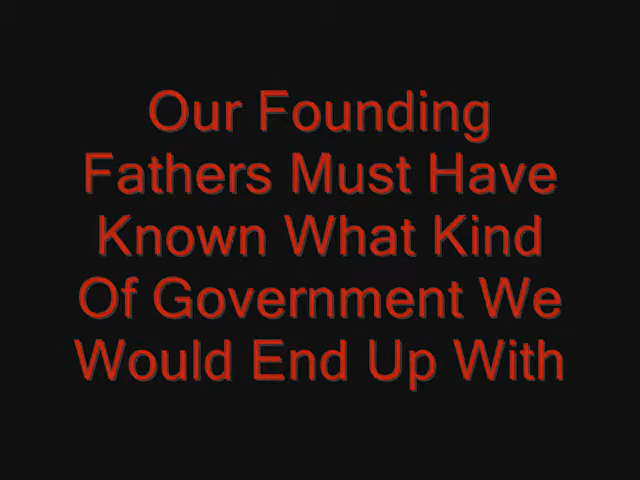 Our Founding
Fathers Must Have
Known What Kind
Of Government We
Would End Up With